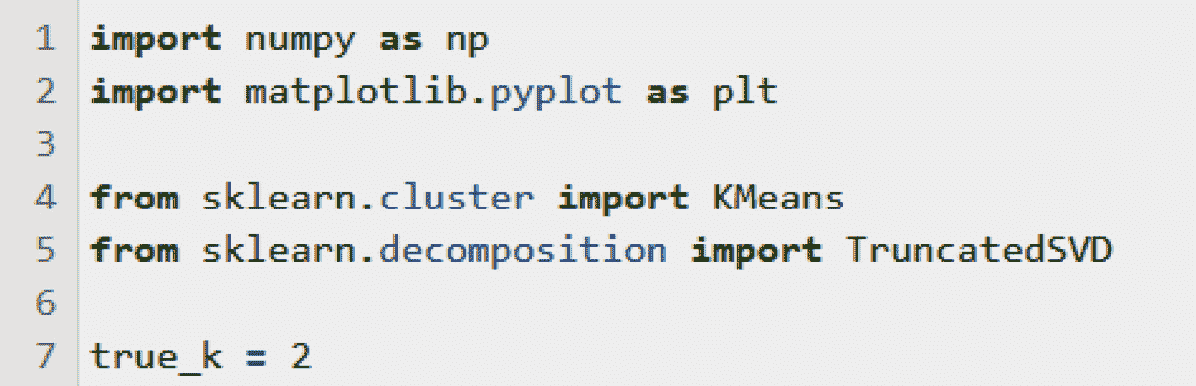 1 import numpy as np
2 import matplotlib.pyplot as plt
3
4 from sklearn.cluster import KMeans
5 from sklearn.decomposition import TruncatedSVD
6
7 true_k = 2